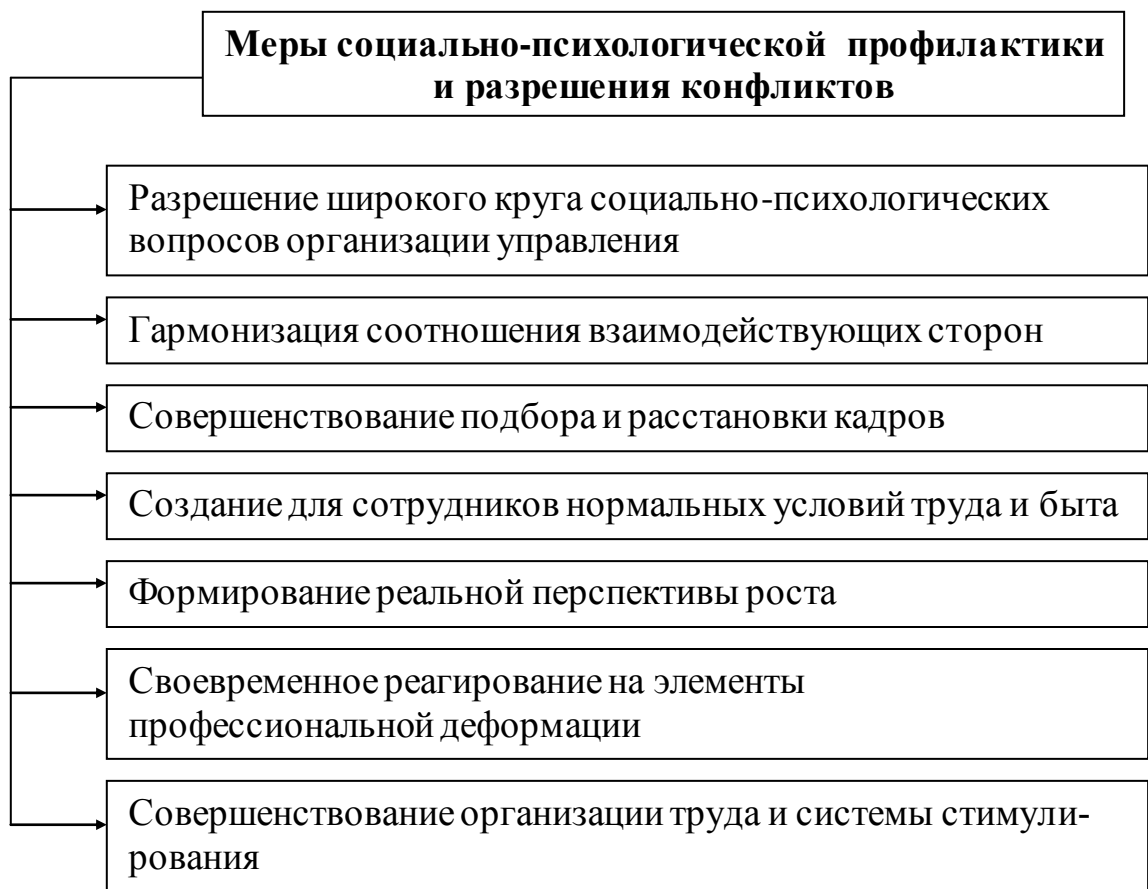 Меры социально-психологической профилактики
и разрешения конфликтов
Разрешение широкого круга социально-психологических
вопросов организации управления
Гармонизация соотношения взаимодействующих сторон
Совершенствование подбора и расстановки кадров
Создание для сотрудников нормальных условий труда и быта
Формирование реальной перспективы роста
Своевременное реагирование на элементы
профессиональной деформации
Совершенствование организации труда и системы стимули-
рования